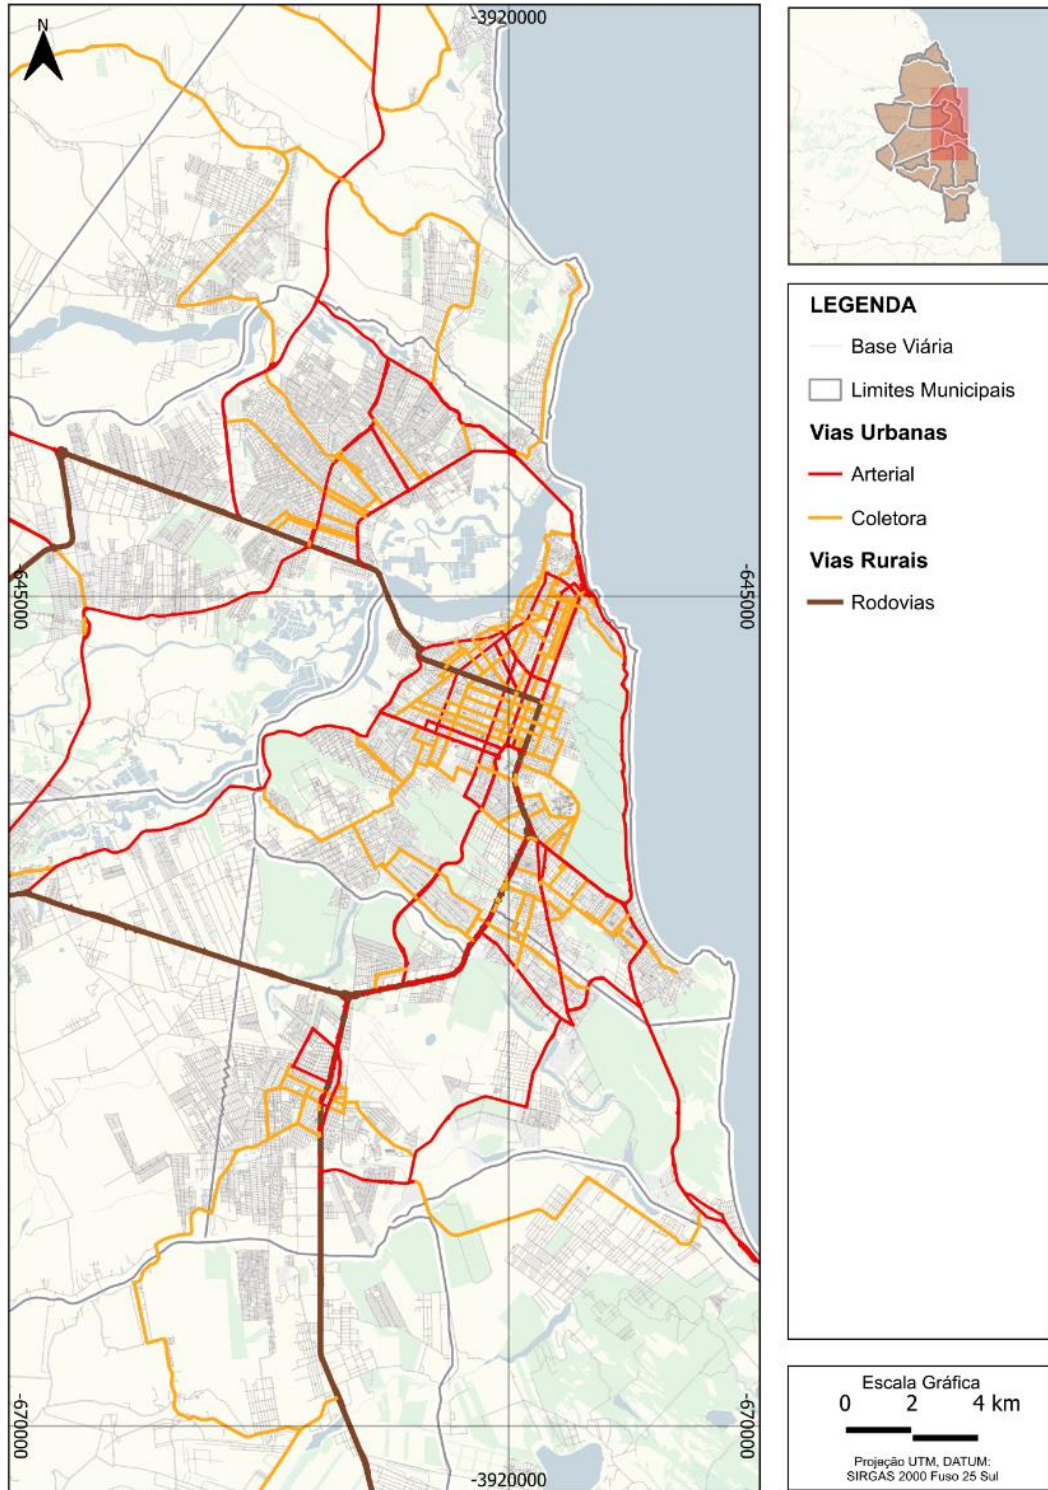 N
-3920000
-645000
-645000
-670000
-670000
-3920000
LEGENDA
Base Viária
Limites Municipais
Vias Urbanas
Arterial
Coletora
Vias Rurais
Rodovias
Escala Gráfica
0 2 4 km
Projeção UTM, DATUM:
SIRGAS 2000 Fuso 25 Sul